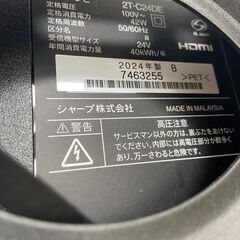 定格電圧 2T-C24DE
定格消費電力 100V~
定格周波数 42W
受信機型サイズ 50/60Hz
年間消費電力量 24V
40kWh/年
HDMI
2024年製 B
7463255
>PET<
シャープ株式会社 MADE IN MALAYSIA
警告
高圧注意
サービスマン以外の方は、裏ぶたをあけないでください。内部には高電圧部分が数多くあり、万一さわると危険です。